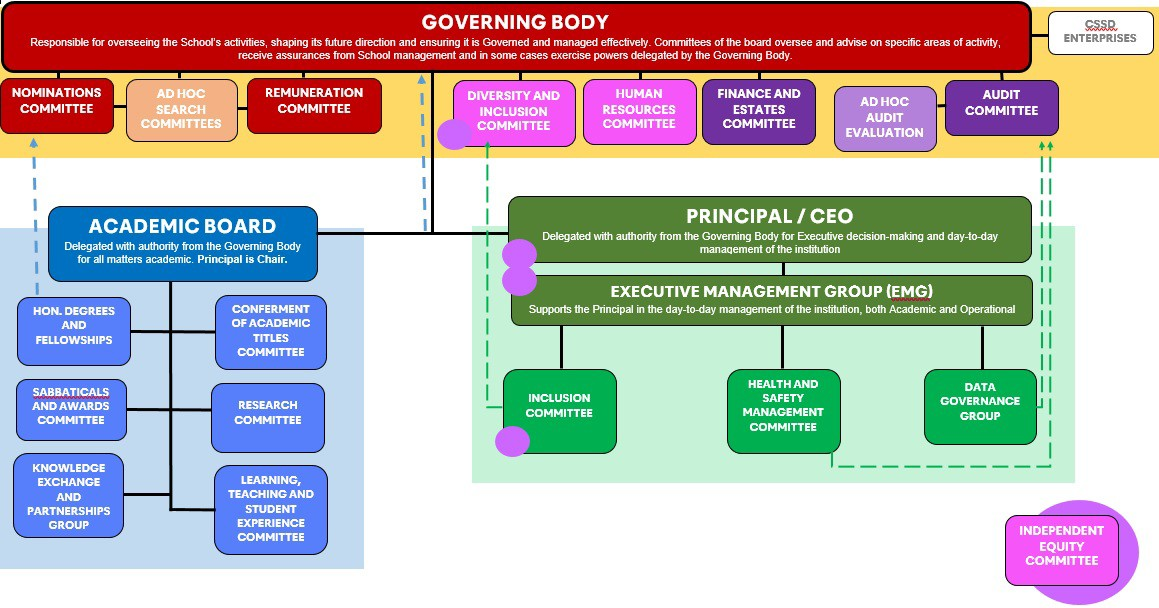 GOVERNING BODY
Responsible for overseeing the School's activities, shaping its future direction and ensuring it is Governed and managed effectively. Committees of the board oversee and advise on specific areas of activity,
receive assurances from School management and in some cases exercise powers delegated by the Governing Body.
CSSD
ENTERPRISES
NOMINATIONS
COMMITTEE
AD HOC
SEARCH
COMMITTEES
REMUNERATION
COMMITTEE
DIVERSITY AND
INCLUSION
COMMITTEE
HUMAN
RESOURCES
COMMITTEE
FINANCE AND
ESTATES
COMMITTEE
AD HOC
AUDIT
EVALUATION
AUDIT
COMMITTEE
ACADEMIC BOARD
Delegated with authority from the Governing Body
for all matters academic. Principal is Chair.
PRINCIPAL / CEO
Delegated with authority from the Governing Body for Executive decision-making and day-to-day
management of the institution
EXECUTIVE MANAGEMENT GROUP (EMG)
Supports the Principal in the day-to-day management of the institution, both Academic and Operational
HON. DEGREES
AND
FELLOWSHIPS
CONFERMENT
OF ACADEMIC
TITLES
COMMITTEE
SABBATICALS
AND AWARDS
COMMITTEE
RESEARCH
COMMITTEE
KNOWLEDGE
EXCHANGE
AND
PARTNERSHIPS
GROUP
LEARNING,
TEACHING AND
STUDENT
EXPERIENCE
COMMITTEE
INCLUSION
COMMITTEE
HEALTH AND
SAFETY
MANAGEMENT
COMMITTEE
DATA
GOVERNANCE
GROUP
INDEPENDENT
EQUITY
COMMITTEE